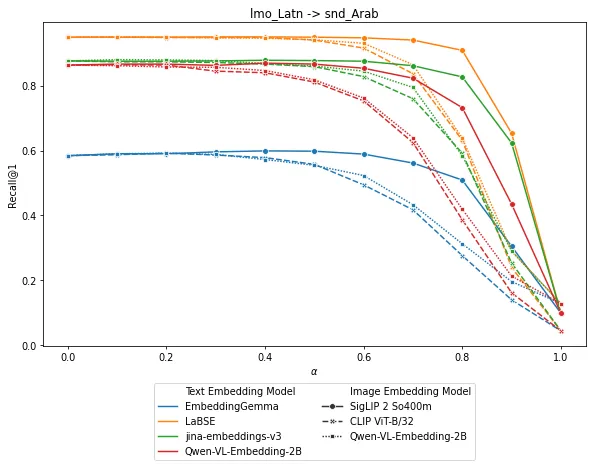 lmo_Latn -> snd_Arab
Recall@1
0.8
0.6
0.4
0.2
0.0
0.0 0.2 0.4 0.6 0.8 1.0
α
Text Embedding Model Image Embedding Model
EmbeddingGemma SigLIP 2 So400m
LaBSE CLIP ViT-B/32
jina-embeddings-v3 Qwen-VL-Embedding-2B
Qwen-VL-Embedding-2B